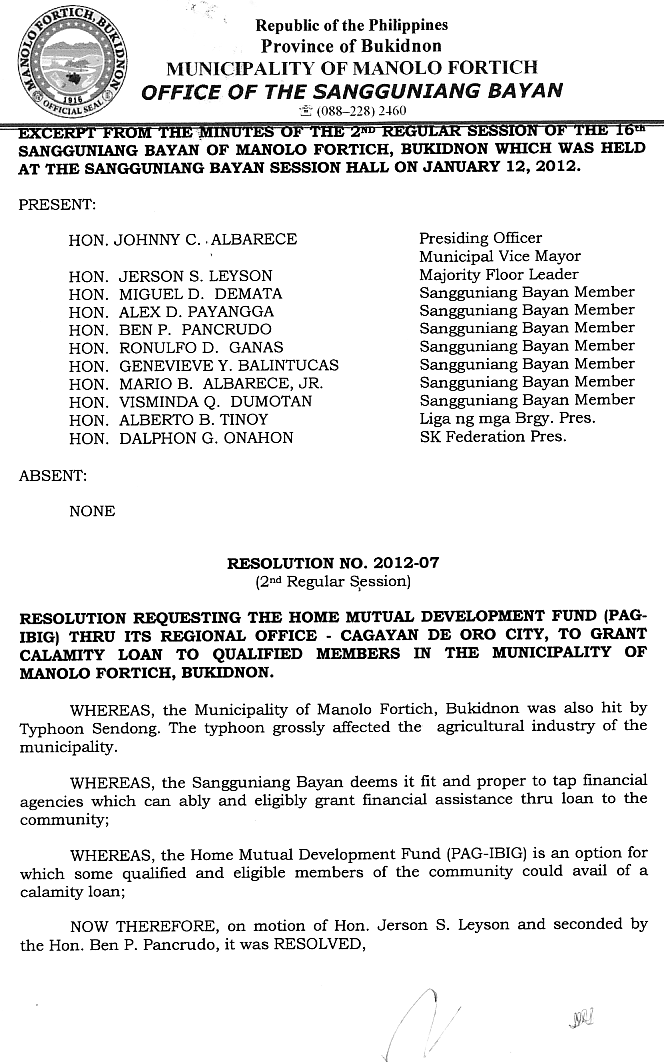 MANOLO FORTICH, BUKIDNON
1916
OFFICIAL SEAL
Republic of the Philippines
Province of Bukidnon
MUNICIPALITY OF MANOLO FORTICH
OFFICE OF THE SANGGUNIANG BAYAN
☏ (088-228) 2460
EXCERPT FROM THE MINUTES OF THE 2ND REGULAR SESSION OF THE 16th
SANGGUNIANG BAYAN OF MANOLO FORTICH, BUKIDNON WHICH WAS HELD
AT THE SANGGUNIANG BAYAN SESSION HALL ON JANUARY 12, 2012.
PRESENT:
HON. JOHNNY C. ALBARECE Presiding Officer
Municipal Vice Mayor
HON. JERSON S. LEYSON Majority Floor Leader
HON. MIGUEL D. DEMATA Sangguniang Bayan Member
HON. ALEX D. PAYANGGA Sangguniang Bayan Member
HON. BEN P. PANCRUDO Sangguniang Bayan Member
HON. RONULFO D. GANAS Sangguniang Bayan Member
HON. GENEVIEVE Y. BALINTUCAS Sangguniang Bayan Member
HON. MARIO B. ALBARECE, JR. Sangguniang Bayan Member
HON. VISMINDA Q. DUMOTAN Sangguniang Bayan Member
HON. ALBERTO B. TINOY Liga ng mga Brgy. Pres.
HON. DALPHON G. ONAHON SK Federation Pres.
ABSENT:
NONE
RESOLUTION NO. 2012-07
(2nd Regular Session)
RESOLUTION REQUESTING THE HOME MUTUAL DEVELOPMENT FUND (PAG-
IBIG) THRU ITS REGIONAL OFFICE - CAGAYAN DE ORO CITY, TO GRANT
CALAMITY LOAN TO QUALIFIED MEMBERS IN THE MUNICIPALITY OF
MANOLO FORTICH, BUKIDNON.
WHEREAS, the Municipality of Manolo Fortich, Bukidnon was also hit by
Typhoon Sendong. The typhoon grossly affected the agricultural industry of the
municipality.
WHEREAS, the Sangguniang Bayan deems it fit and proper to tap financial
agencies which can ably and eligibly grant financial assistance thru loan to the
community;
WHEREAS, the Home Mutual Development Fund (PAG-IBIG) is an option for
which some qualified and eligible members of the community could avail of a
calamity loan;
NOW THEREFORE, on motion of Hon. Jerson S. Leyson and seconded by
the Hon. Ben P. Pancrudo, it was RESOLVED,